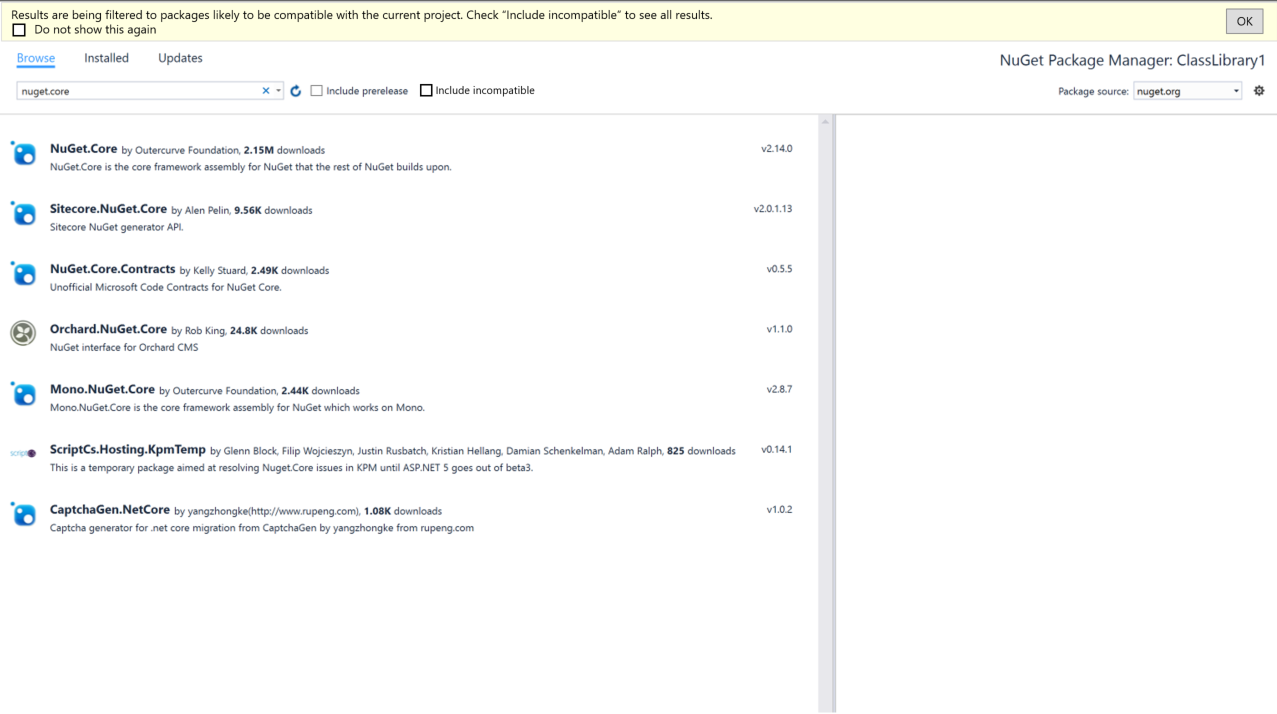 Results are being filtered to packages likely to be compatible with the current project. Check “Include incompatible” to see all results.
Do not show this again
OK
Browse Installed Updates
NuGet Package Manager: ClassLibrary1
nuget.core
Include prerelease
Include incompatible
Package source: nuget.org
NuGet.Core by Outercurve Foundation, 2.15M downloads v2.14.0
NuGet.Core is the core framework assembly for NuGet that the rest of NuGet builds upon.
Sitecore.NuGet.Core by Alen Pelin, 9.56K downloads v2.0.1.13
Sitecore NuGet generator API.
NuGet.Core.Contracts by Kelly Stuard, 2.49K downloads v0.5.5
Unofficial Microsoft Code Contracts for NuGet Core.
Orchard.NuGet.Core by Rob King, 24.8K downloads v1.1.0
NuGet interface for Orchard CMS
Mono.NuGet.Core by Outercurve Foundation, 2.44K downloads v2.8.7
Mono.NuGet.Core is the core framework assembly for NuGet which works on Mono.
ScriptCs.Hosting.KpmTemp by Glenn Block, Filip Wojcieszyn, Justin Rusbatch, Kristian Hellang, Damian Schenkelman, Adam Ralph, 825 downloads v0.14.1
This is a temporary package aimed at resolving Nuget.Core issues in KPM until ASP.NET 5 goes out of beta3.
CaptchaGen.NetCore by yangzhongke(http://www.rupeng.com), 1.08K downloads v1.0.2
Captcha generator for .net core migration from CaptchaGen by yangzhongke from rupeng.com